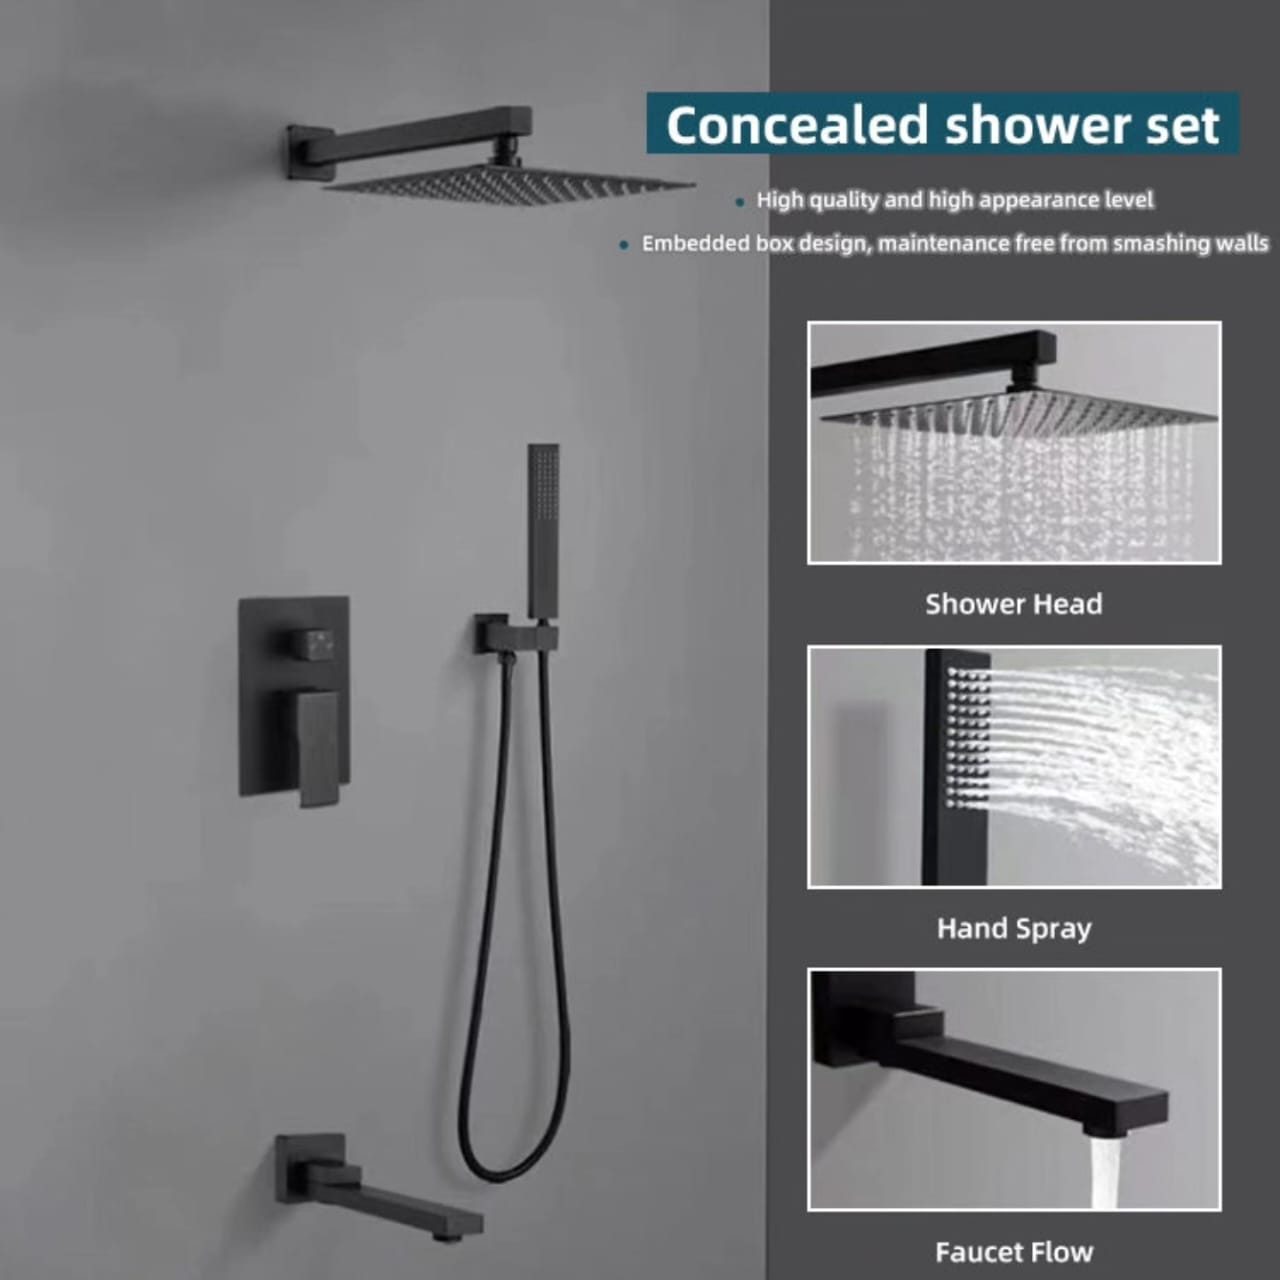 Concealed shower set
High quality and high appearance level
Embedded box design, maintenance free from smashing walls
Shower Head
Hand Spray
Faucet Flow